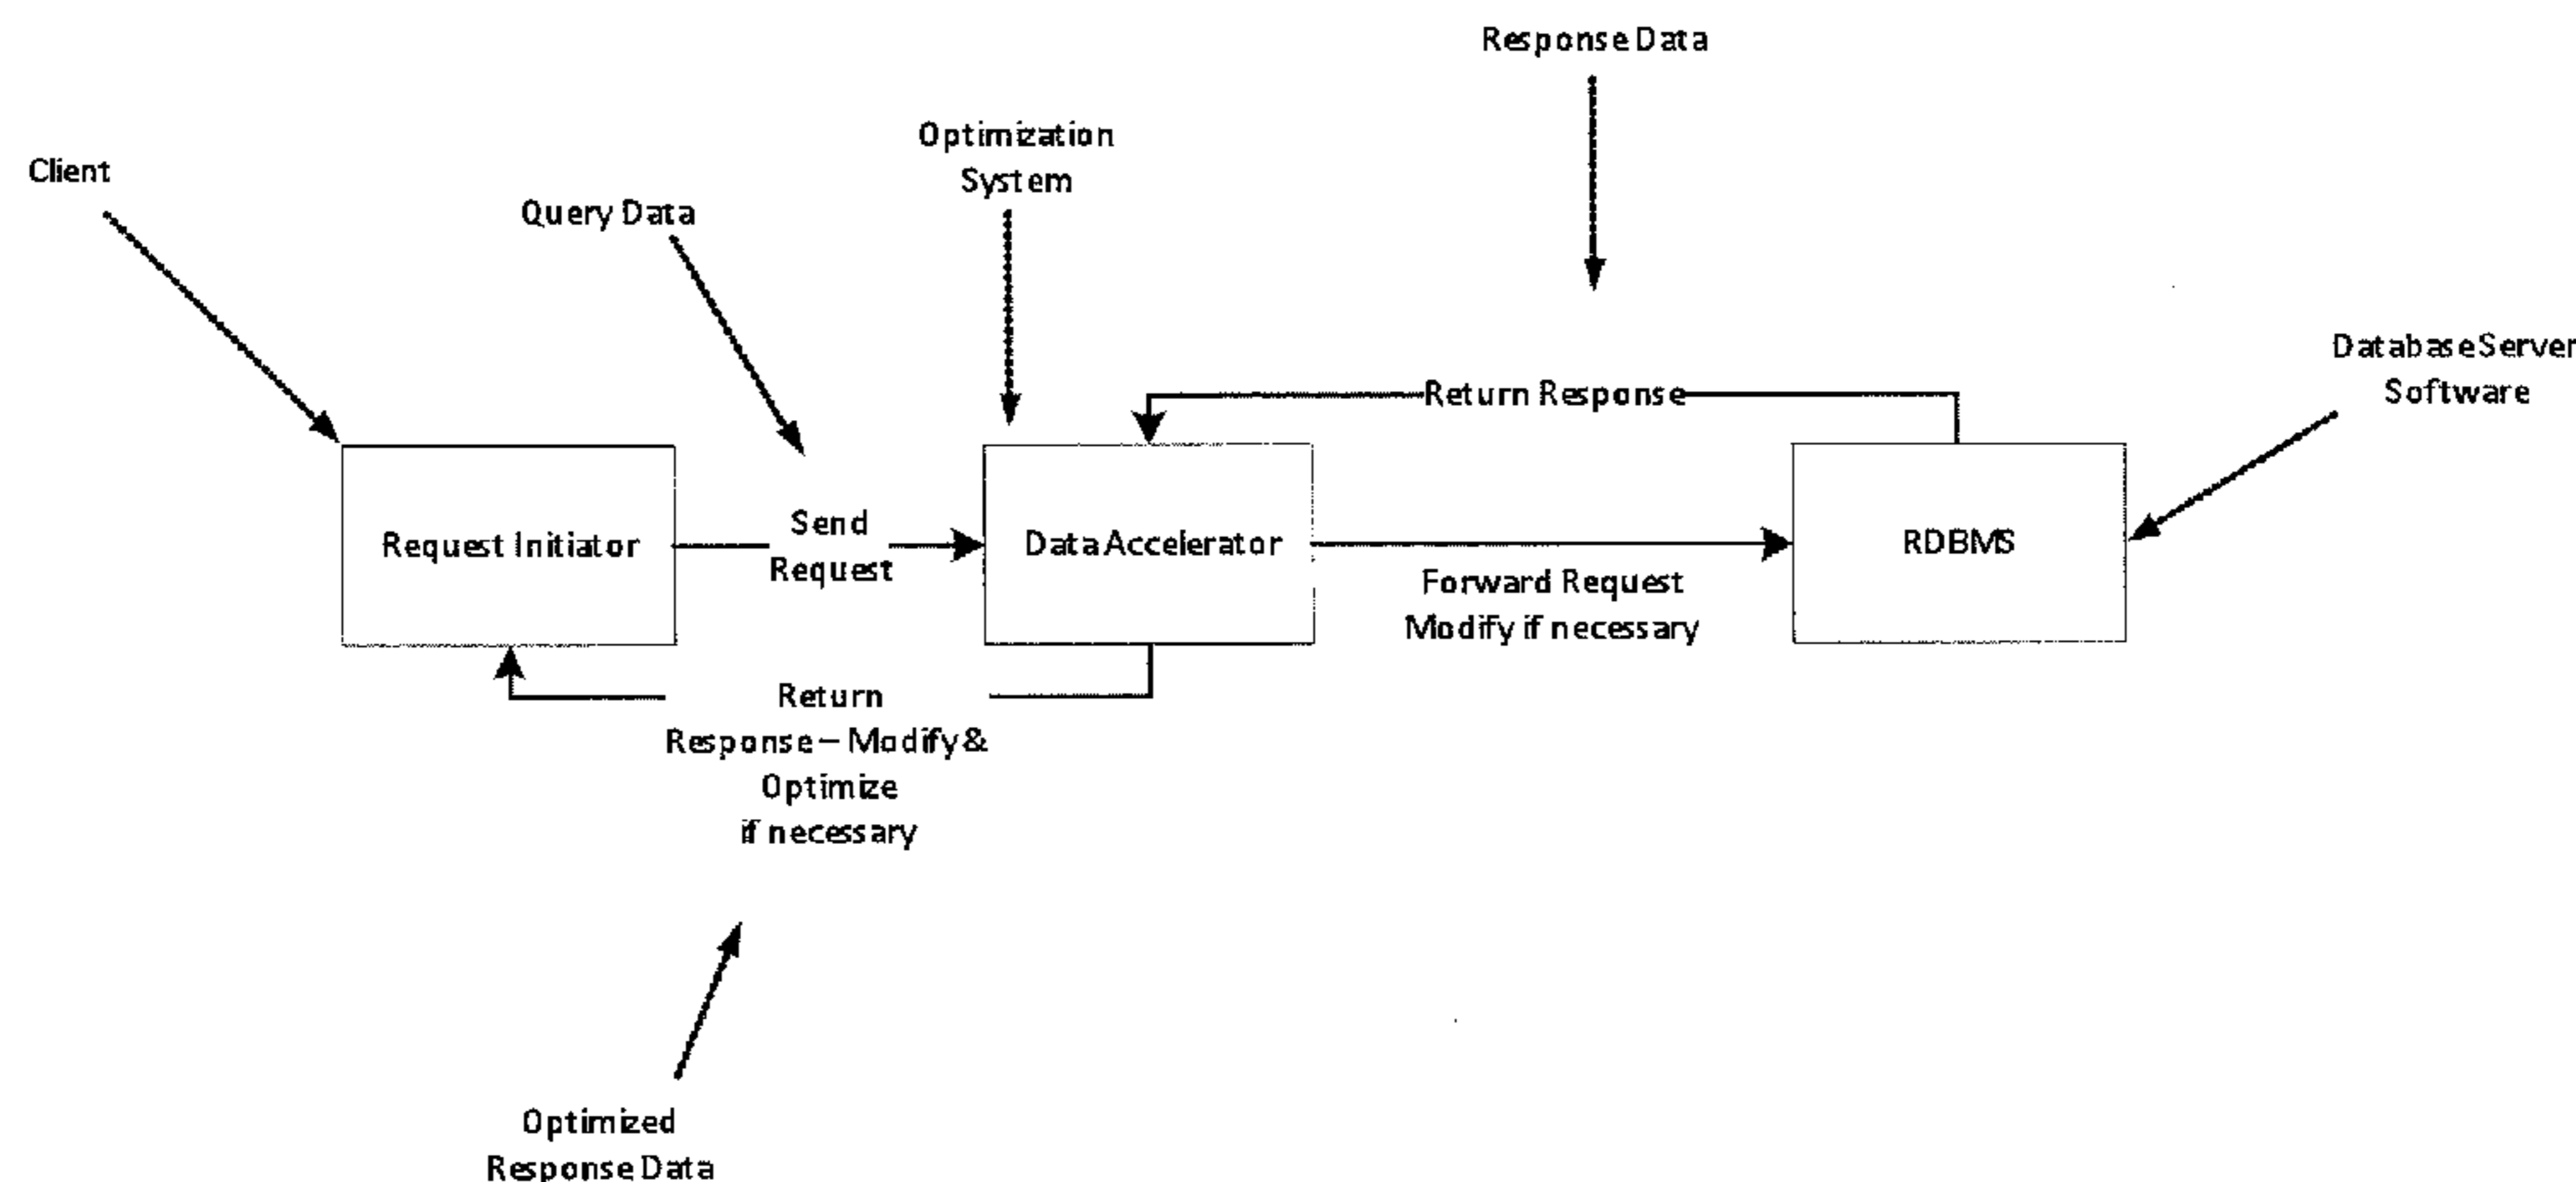 Response Data
Optimization
System
Client
Query Data
Database Server
Software
Return Response
Send
Request
Request Initiator
Data Accelerator
RDBMS
Forward Request
Modify if necessary
Return
Response – Modify &
Optimize
if necessary
Optimized
Response Data